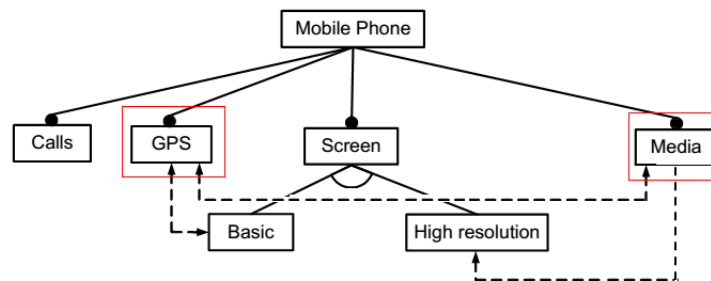 Mobile Phone
Calls
GPS
Screen
Media
Basic
High resolution